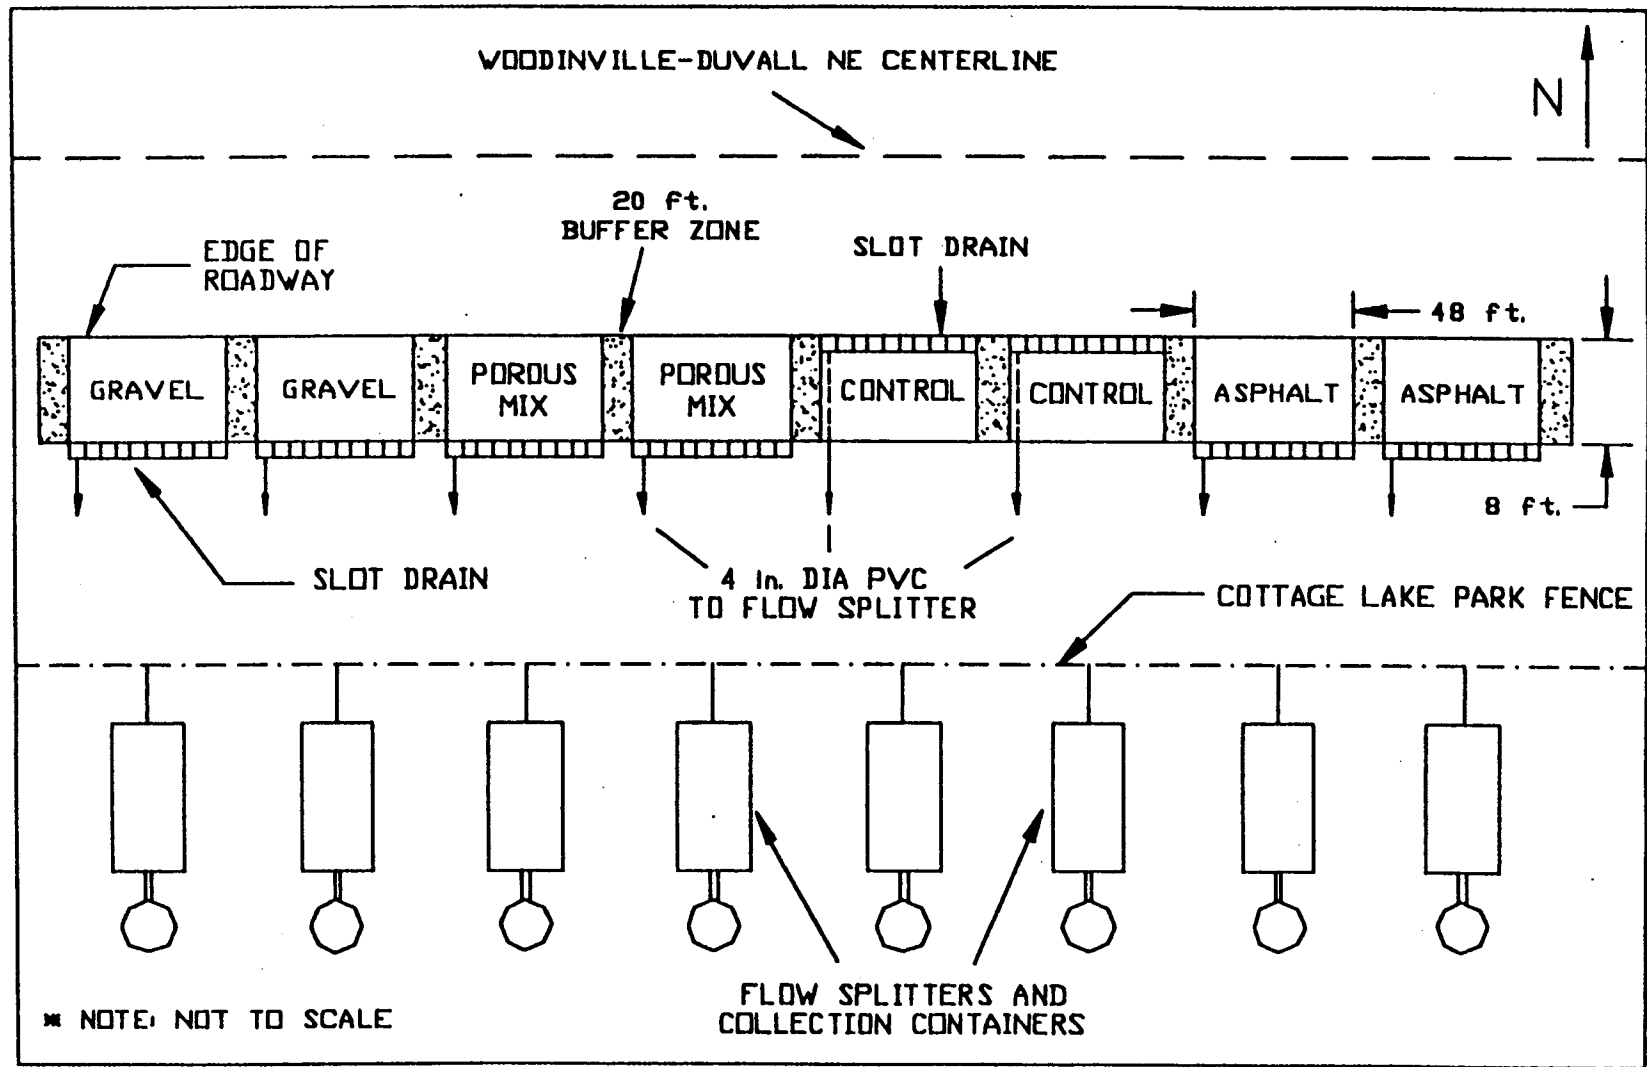 WOODINVILLE-DUVALL NE CENTERLINE
N
20 ft.
BUFFER ZONE
EDGE OF
ROADWAY
SLOT DRAIN
48 ft.
GRAVEL
GRAVEL
POROUS
MIX
POROUS
MIX
CONTROL
CONTROL
ASPHALT
ASPHALT
8 ft.
SLOT DRAIN
4 in. DIA PVC
TO FLOW SPLITTER
COTTAGE LAKE PARK FENCE
FLOW SPLITTERS AND
COLLECTION CONTAINERS
* NOTE: NOT TO SCALE